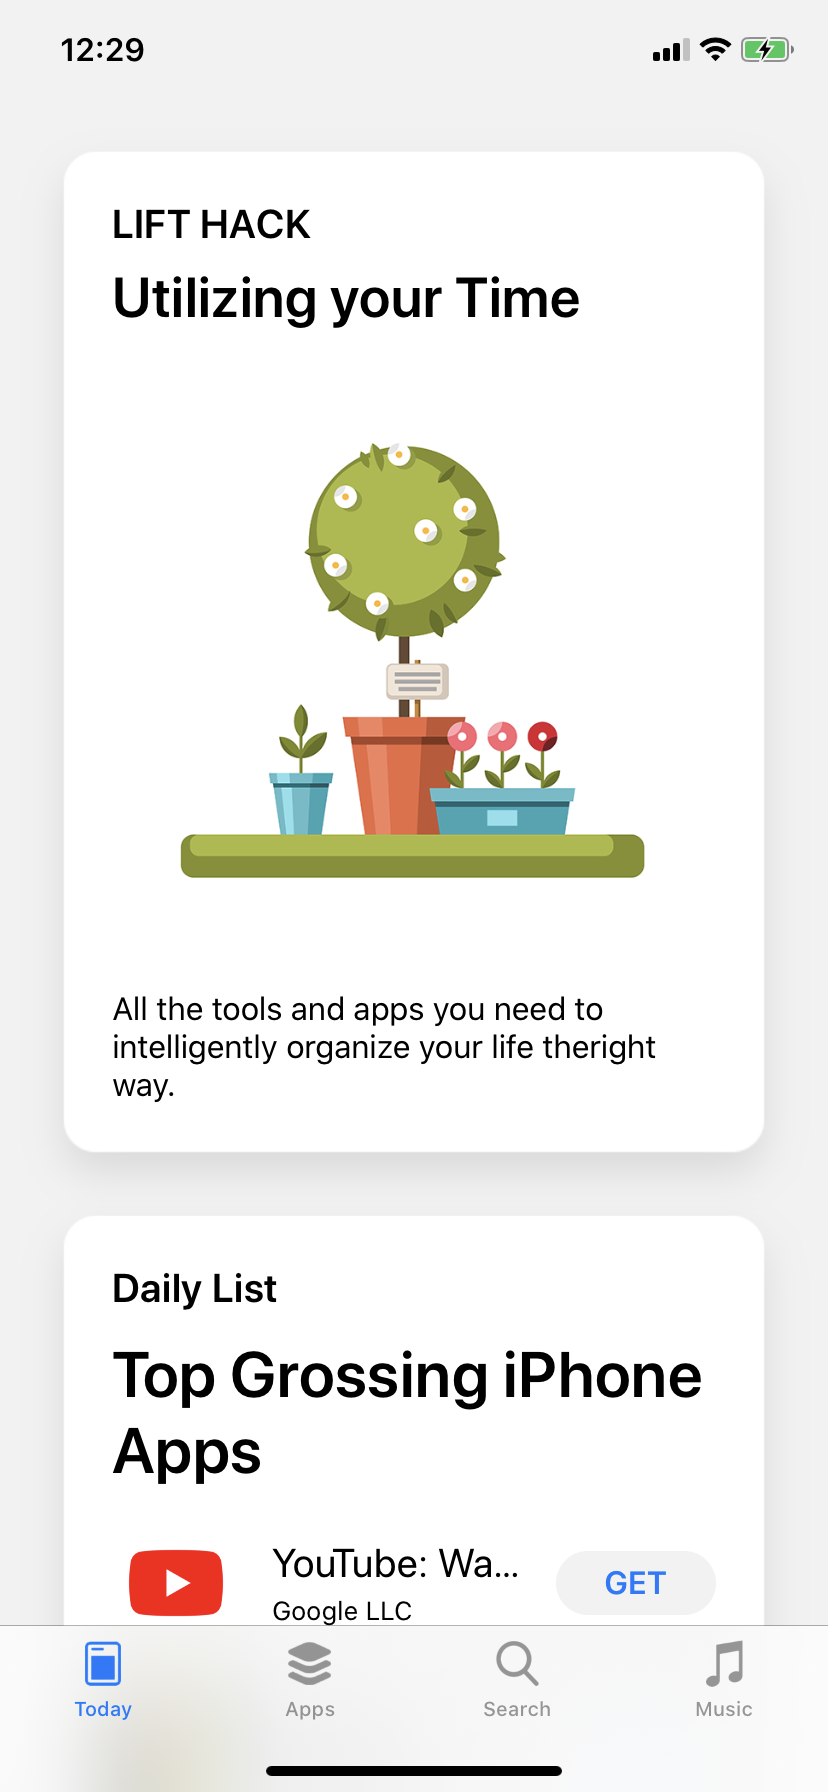 12:29
LIFT HACK
Utilizing your Time
All the tools and apps you need to
intelligently organize your life theright
way.
Daily List
Top Grossing iPhone
Apps
YouTube: Wa...
Google LLC
GET
Today
Apps
Search
Music